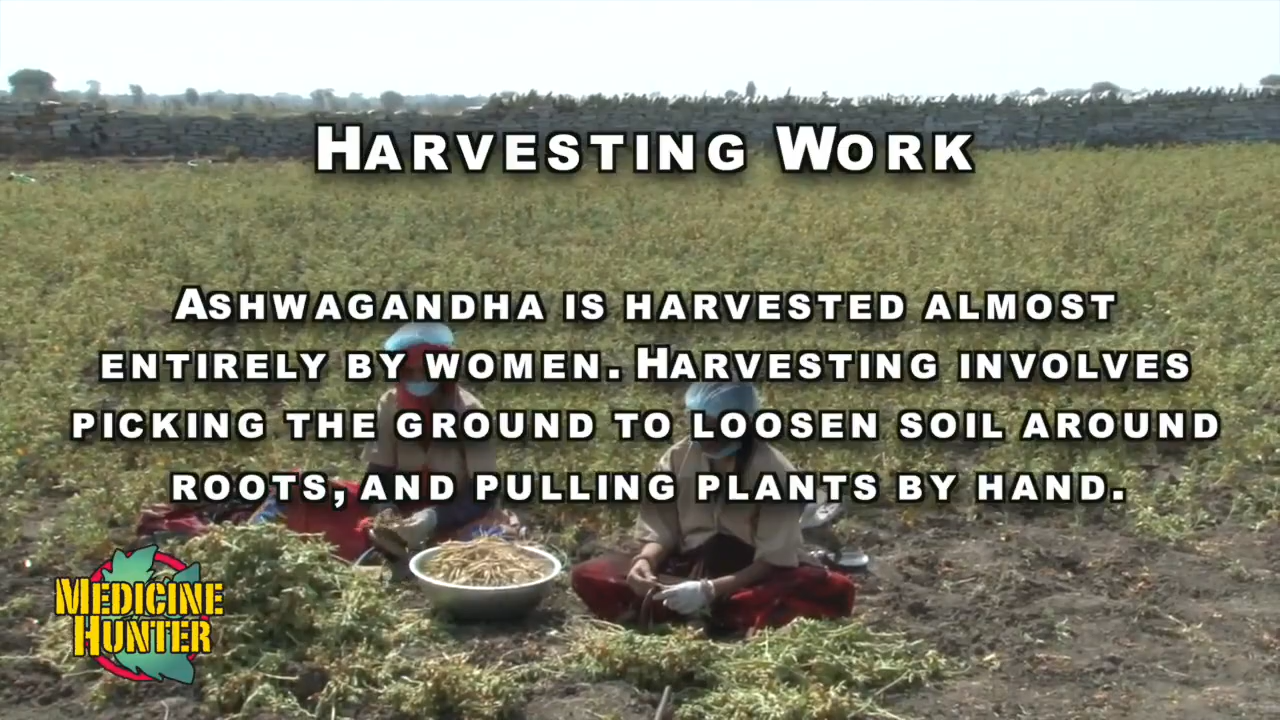 HARVESTING WORK
ASHWAGANDHA IS HARVESTED ALMOST
ENTIRELY BY WOMEN. HARVESTING INVOLVES
PICKING THE GROUND TO LOOSEN SOIL AROUND
ROOTS, AND PULLING PLANTS BY HAND.
MEDICINE
HUNTER